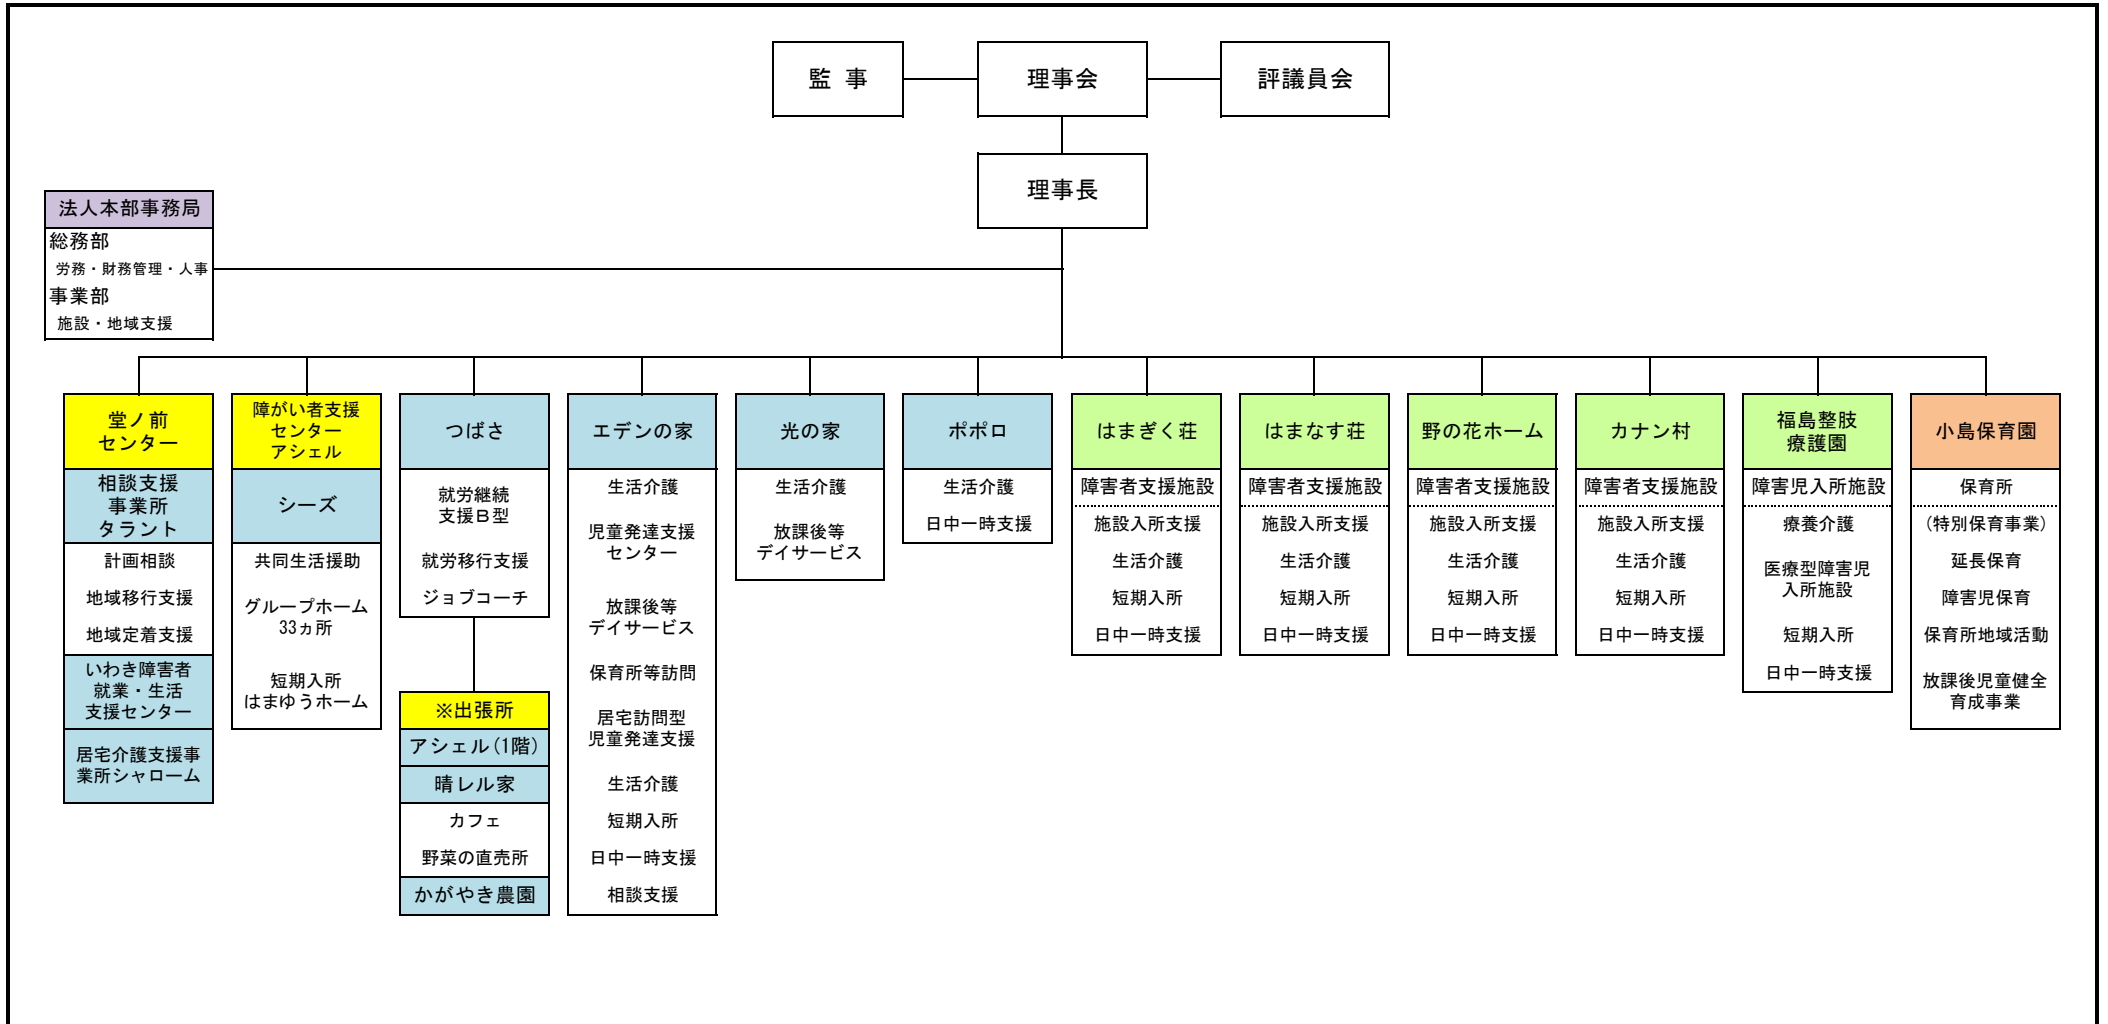 監 事
理事会
評議員会
理事長
法人本部事務局
総務部
労務・財務管理・人事
事業部
施設・地域支援
堂ノ前
センター
相談支援
事業所
タラント
計画相談
地域移行支援
地域定着支援
いわき障害者
就業・生活
支援センター
居宅介護支援事
業所シャローム
障がい者支援
センター
アシェル
シーズ
共同生活援助
グループホーム
33ヵ所
短期入所
はまゆうホーム
つばさ
就労継続
支援B型
就労移行支援
ジョブコーチ
※出張所
アシェル(1階)
晴レル家
カフェ
野菜の直売所
かがやき農園
エデンの家
生活介護
児童発達支援
センター
放課後等
デイサービス
保育所等訪問
居宅訪問型
児童発達支援
生活介護
短期入所
日中一時支援
相談支援
光の家
生活介護
放課後等
デイサービス
ポポロ
生活介護
日中一時支援
はまぎく荘
障害者支援施設
施設入所支援
生活介護
短期入所
日中一時支援
はまなす荘
障害者支援施設
施設入所支援
生活介護
短期入所
日中一時支援
野の花ホーム
障害者支援施設
施設入所支援
生活介護
短期入所
日中一時支援
カナン村
障害者支援施設
施設入所支援
生活介護
短期入所
日中一時支援
福島整肢
療護園
障害児入所施設
療養介護
医療型障害児
入所施設
短期入所
日中一時支援
小島保育園
保育所
(特別保育事業)
延長保育
障害児保育
保育所地域活動
放課後児童健全
育成事業